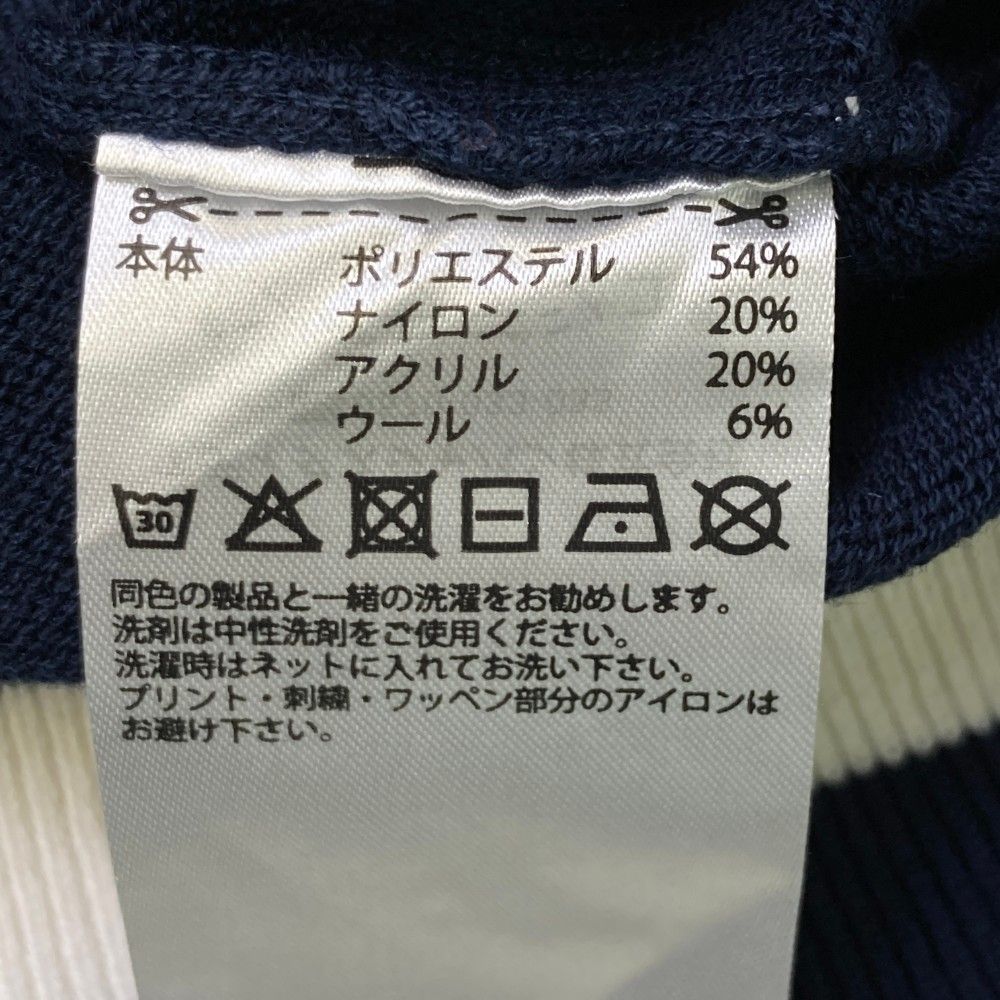 本体 ポリエステル 54%
ナイロン 20%
アクリル 20%
ウール 6%
30
同色の製品と一緒の洗濯をお勧めします。
洗剤は中性洗剤をご使用ください。
洗濯時はネットに入れてお洗い下さい。
プリント・刺繍・ワッペン部分のアイロンは
お避け下さい。